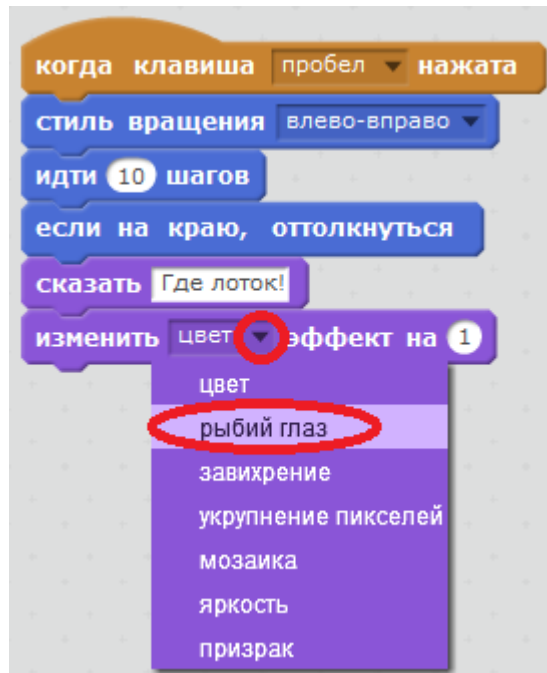 когда клавиша пробел нажата
стиль вращения влево-вправо
идти 10 шагов
если на краю, оттолкнуться
сказать Где лоток!
изменить цвет эффект на 1
цвет
рыбий глаз
завихрение
укрупнение пикселей
мозаика
яркость
призрак